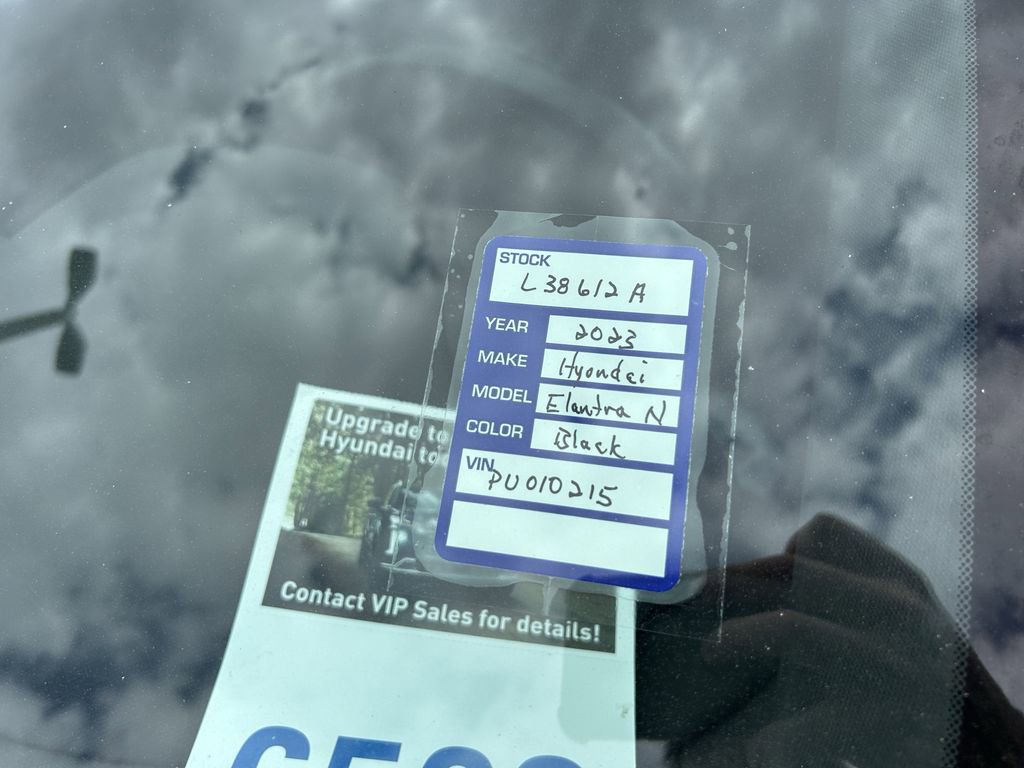 STOCK
L38612A
YEAR 2023
MAKE Hyundai
MODEL Elantra N
COLOR Black
VIN PU010215
Upgrade to
Hyundai to
Contact VIP Sales for details!